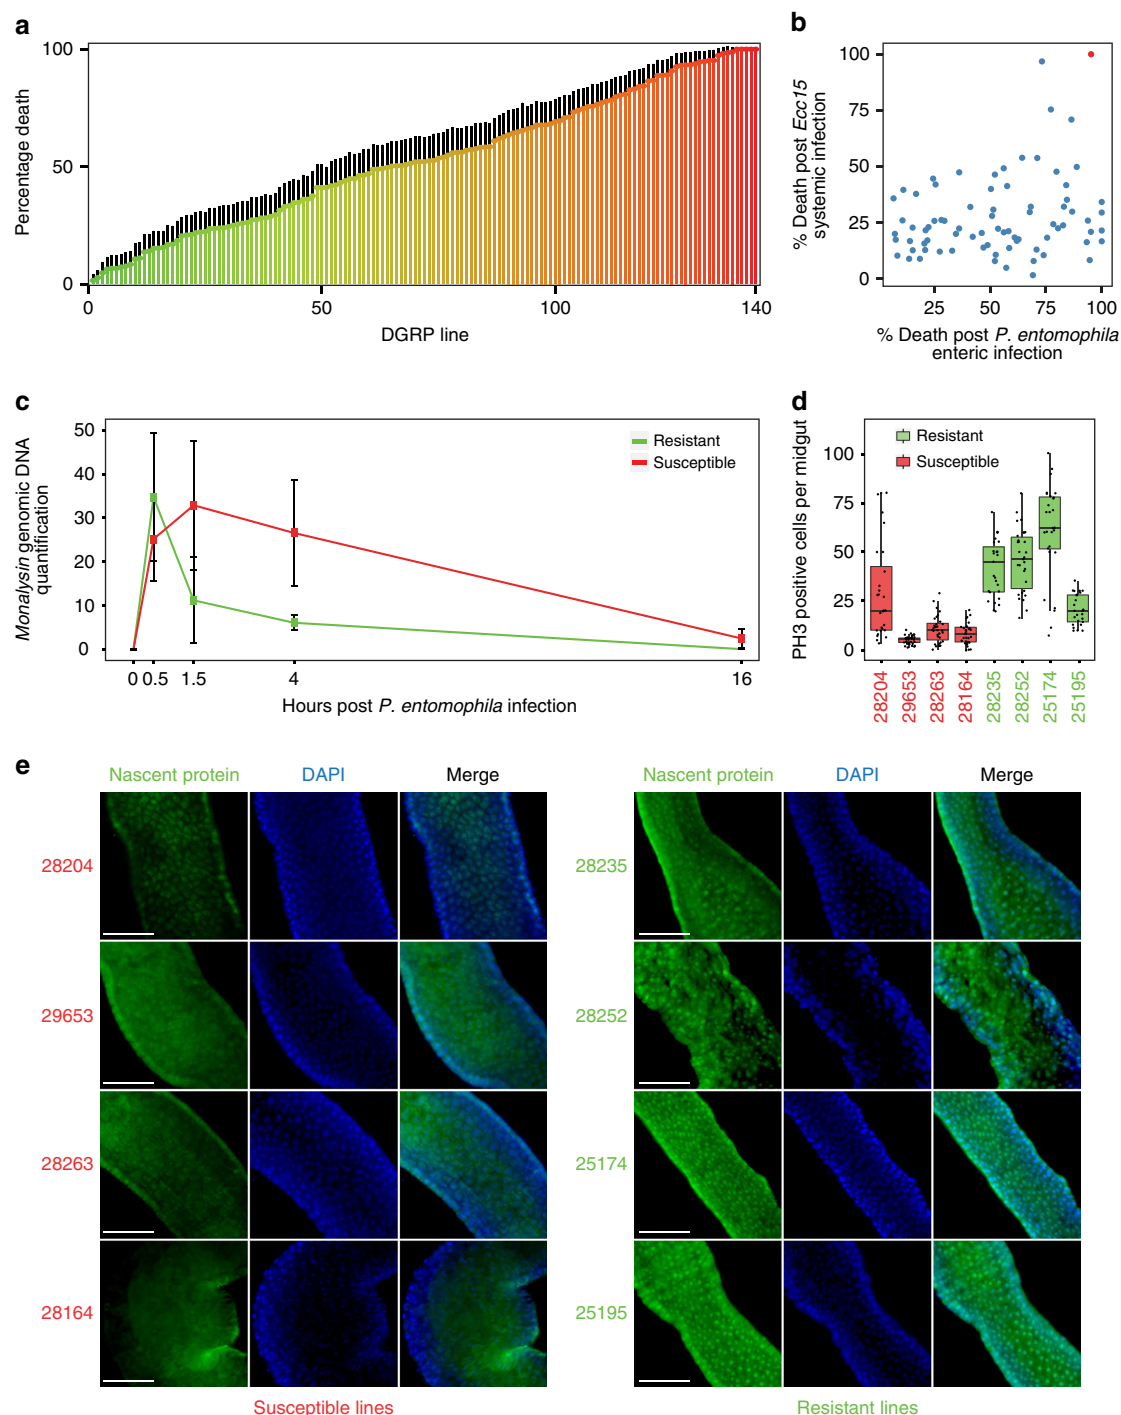 a
Percentage death
100
50
0
0
50
100
140
DGRP line
b
% Death post Ecc15
systemic infection
100
75
50
25
0
25
50
75
100
% Death post P. entomophila
enteric infection
c
Monalysin genomic DNA
quantification
50
40
30
20
10
0
Resistant
Susceptible
0 0.5 1.5 4 16
Hours post P. entomophila infection
d
PH3 positive cells per midgut
100
75
50
25
0
Resistant
Susceptible
28204
29653
28263
28164
28235
28252
25174
25195
e
Nascent protein DAPI Merge
Nascent protein DAPI Merge
28204
28235
29653
28252
28263
25174
28164
25195
Susceptible lines
Resistant lines